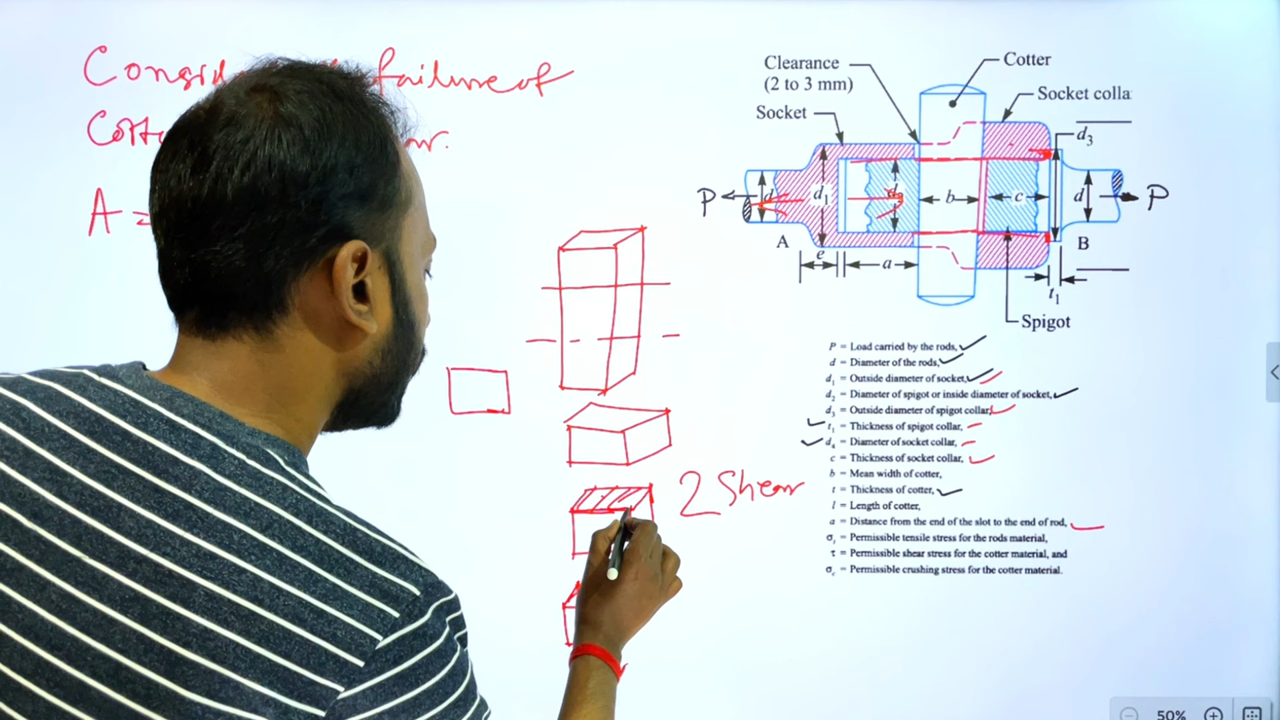 failure of
A =
2 Shear
Clearance
(2 to 3 mm)
Socket
Cotter
Socket colla
d3
P
d
d1
d2
b
c
d
P
A
B
e
a
t1
Spigot
P = Load carried by the rods,
d = Diameter of the rods,
d1 = Outside diameter of socket,
d2 = Diameter of spigot or inside diameter of socket,
d3 = Outside diameter of spigot collar,
t1 = Thickness of spigot collar,
d4 = Diameter of socket collar,
c = Thickness of socket collar,
b = Mean width of cotter,
t = Thickness of cotter,
l = Length of cotter,
a = Distance from the end of the slot to the end of rod,
σt = Permissible tensile stress for the rods material,
τ = Permissible shear stress for the cotter material, and
σc = Permissible crushing stress for the cotter material.
50%